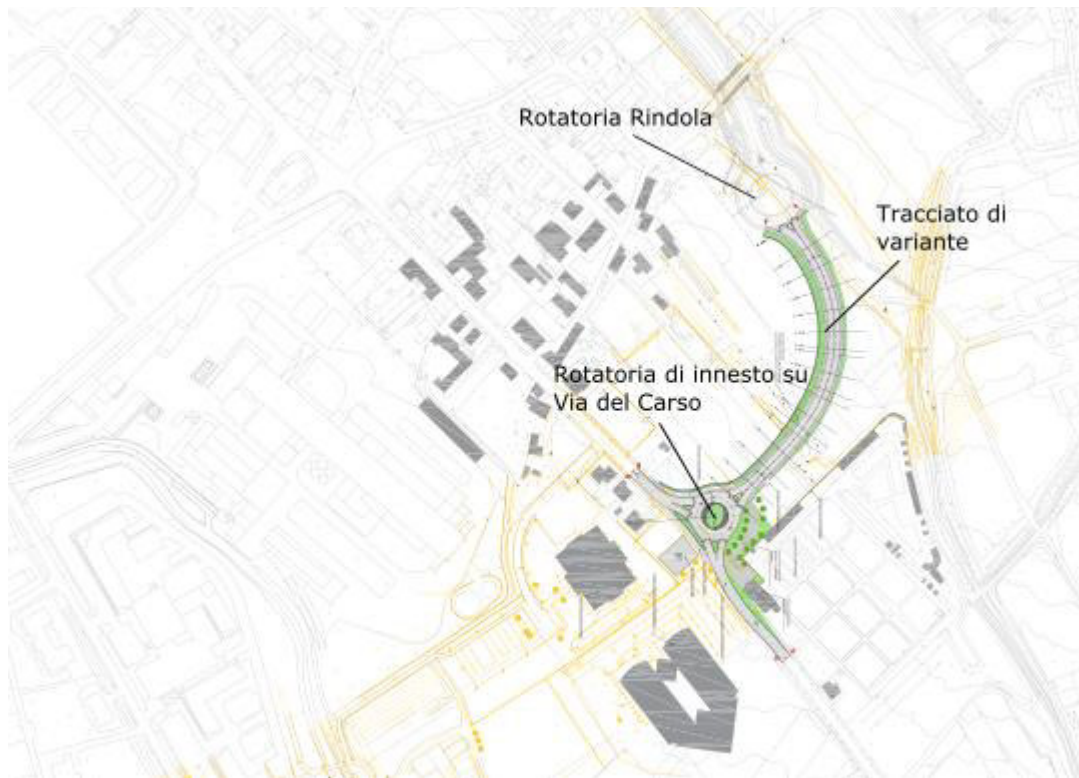 Rotatoria Rindola
Tracciato di
variante
Rotatoria di innesto su
Via del Carso